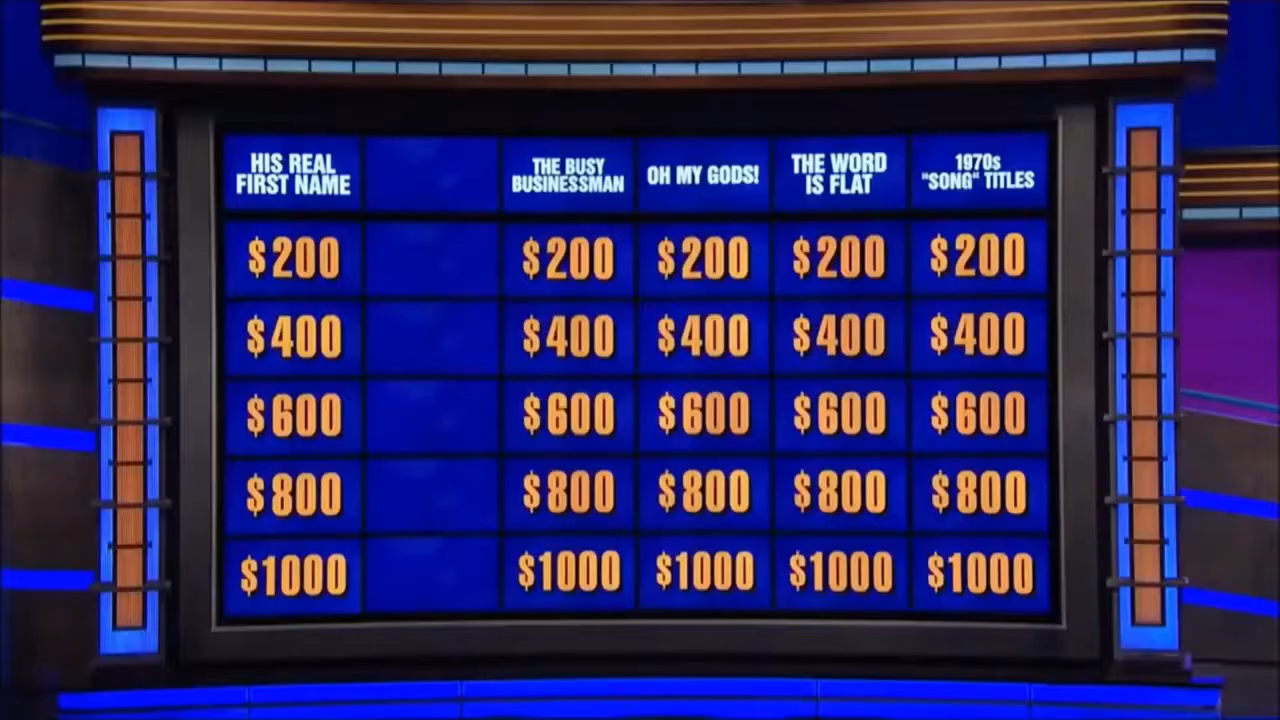 HIS REAL
FIRST NAME
THE BUSY
BUSINESSMAN
OH MY GODS!
THE WORD
IS FLAT
1970s
"SONG" TITLES
$200 $200 $200 $200 $200
$400 $400 $400 $400 $400
$600 $600 $600 $600 $600
$800 $800 $800 $800 $800
$1000 $1000 $1000 $1000 $1000